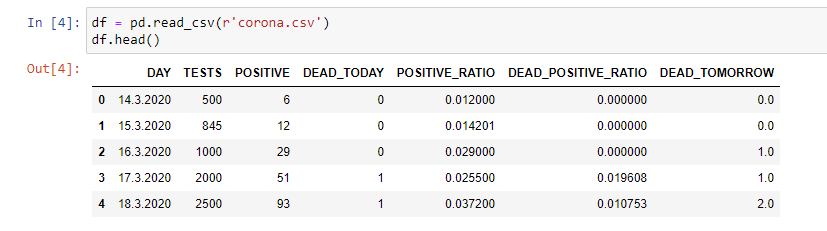 In [4]: df = pd.read_csv(r'corona.csv')
df.head()
Out[4]:
DAY TESTS POSITIVE DEAD_TODAY POSITIVE_RATIO DEAD_POSITIVE_RATIO DEAD_TOMORROW
0 14.3.2020 500 6 0 0.012000 0.000000 0.0
1 15.3.2020 845 12 0 0.014201 0.000000 0.0
2 16.3.2020 1000 29 0 0.029000 0.000000 1.0
3 17.3.2020 2000 51 1 0.025500 0.019608 1.0
4 18.3.2020 2500 93 1 0.037200 0.010753 2.0